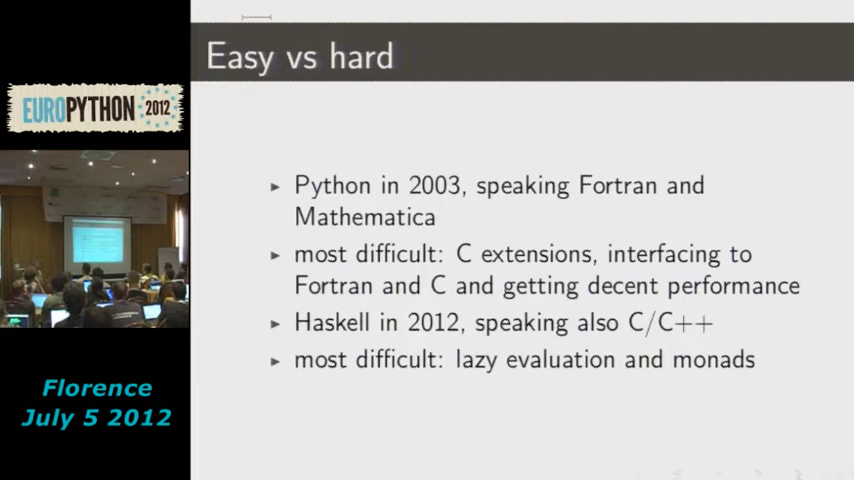 Easy vs hard
EUROPYTHON 2012
Python in 2003, speaking Fortran and
Mathematica
most difficult: C extensions, interfacing to
Fortran and C and getting decent performance
Haskell in 2012, speaking also C/C++
most difficult: lazy evaluation and monads
Florence
July 5 2012